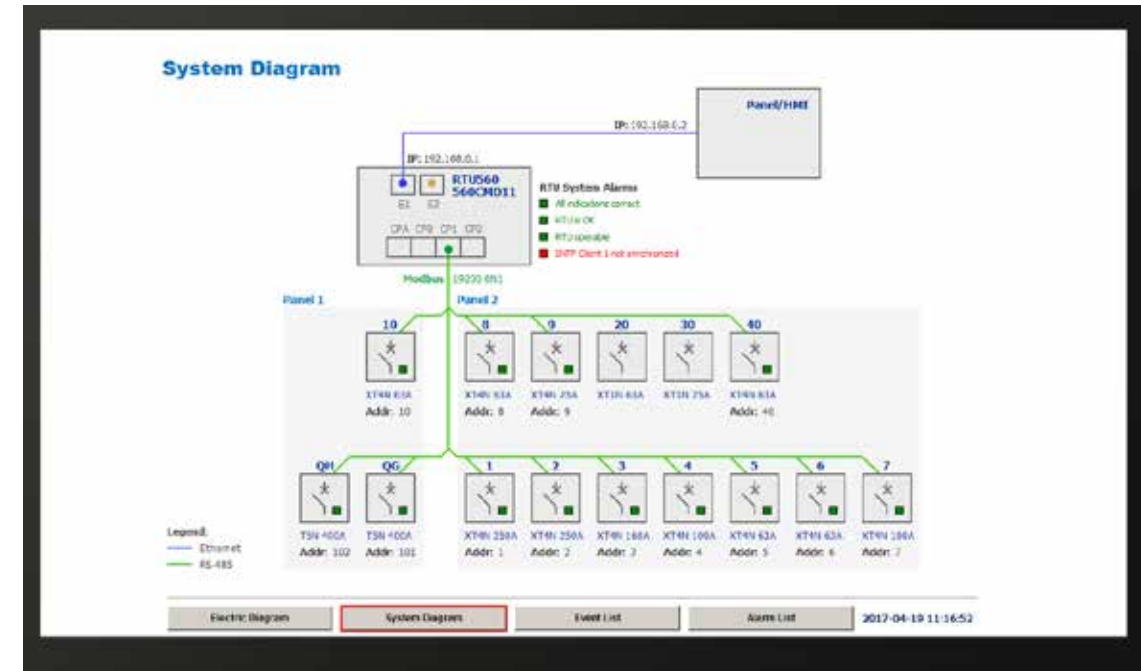 System Diagram
Panel/HMI
IP: 192.168.0.2
IP: 192.168.0.1
RTU560
560CMD11
E1 E2
CPA CPB CP1 CP2
RTU System Alarms
All indications correct
RTU is OK
RTU operable
SNTP Client 1 not synchronized
Modbus 19200 8N1
Panel 1 Panel 2
10 8 9 20 30 40
XT4N 63A XT4N 63A XT4N 25A XT1N 63A XT1N 25A XT4N 63A
Addr: 10 Addr: 8 Addr: 9 Addr: 40
QM QG 1 2 3 4 5 6 7
T5N 400A T5N 400A XT4N 250A XT4N 250A XT4N 160A XT4N 100A XT4N 63A XT4N 63A XT4N 100A
Addr: 102 Addr: 101 Addr: 1 Addr: 2 Addr: 3 Addr: 4 Addr: 5 Addr: 6 Addr: 7
Legend:
Ethernet
RS-485
Electric Diagram System Diagram Event List Alarm List 2017-04-19 11:16:52